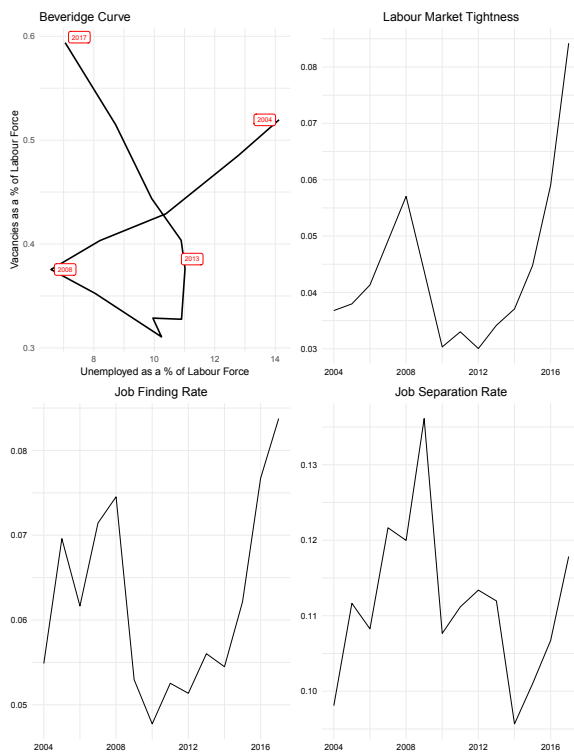 Beveridge Curve
Vacancies as a % of Labour Force
0.6
0.5
0.4
0.3
2017
2004
2013
2008
8 10 12 14
Unemployed as a % of Labour Force
Labour Market Tightness
0.08
0.07
0.06
0.05
0.04
0.03
2004 2008 2012 2016
Job Finding Rate
0.08
0.07
0.06
0.05
2004 2008 2012 2016
Job Separation Rate
0.13
0.12
0.11
0.10
2004 2008 2012 2016